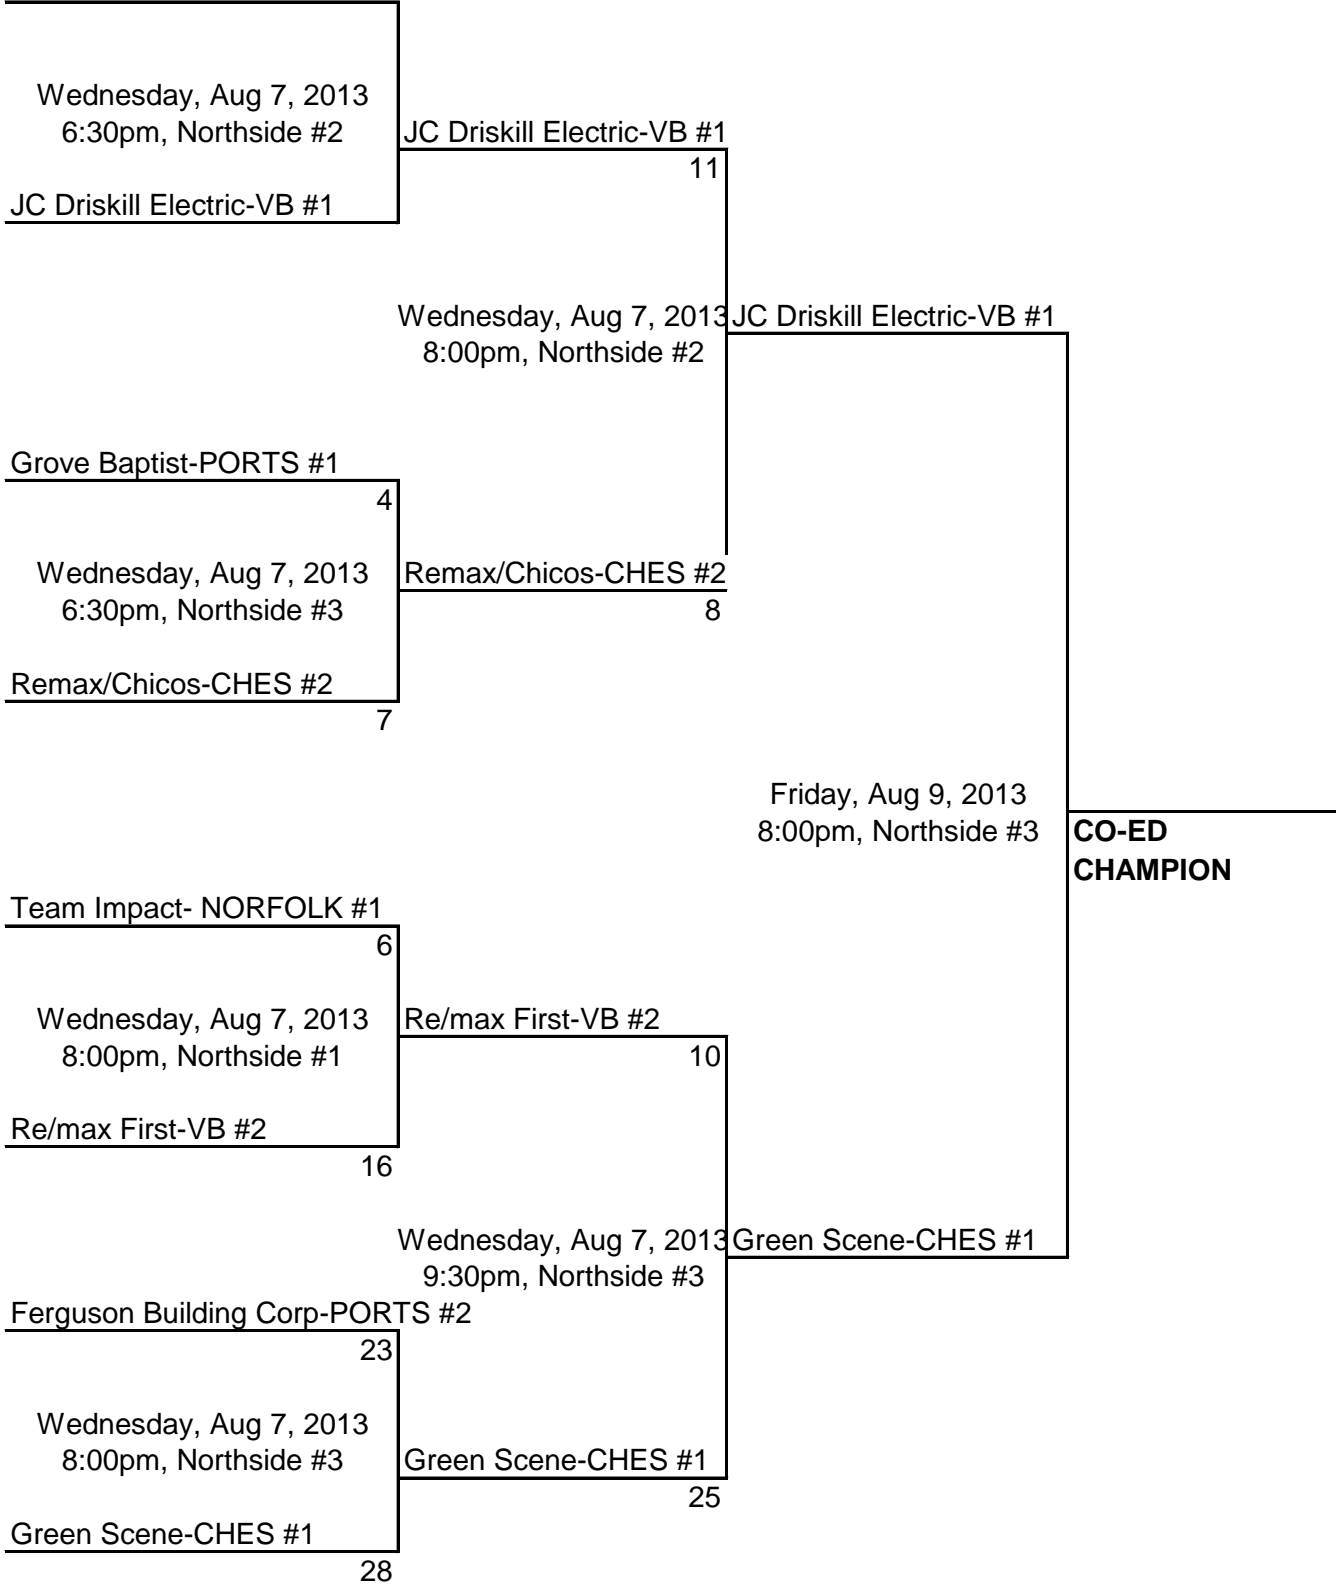 Wednesday, Aug 7, 2013
6:30pm, Northside #2
JC Driskill Electric-VB #1
11
JC Driskill Electric-VB #1
Wednesday, Aug 7, 2013
8:00pm, Northside #2
JC Driskill Electric-VB #1
Grove Baptist-PORTS #1
4
Wednesday, Aug 7, 2013
6:30pm, Northside #3
Remax/Chicos-CHES #2
8
Remax/Chicos-CHES #2
7
Friday, Aug 9, 2013
8:00pm, Northside #3
CO-ED
CHAMPION
Team Impact- NORFOLK #1
6
Wednesday, Aug 7, 2013
8:00pm, Northside #1
Re/max First-VB #2
10
Re/max First-VB #2
16
Wednesday, Aug 7, 2013
9:30pm, Northside #3
Green Scene-CHES #1
Ferguson Building Corp-PORTS #2
23
Wednesday, Aug 7, 2013
8:00pm, Northside #3
Green Scene-CHES #1
25
Green Scene-CHES #1
28